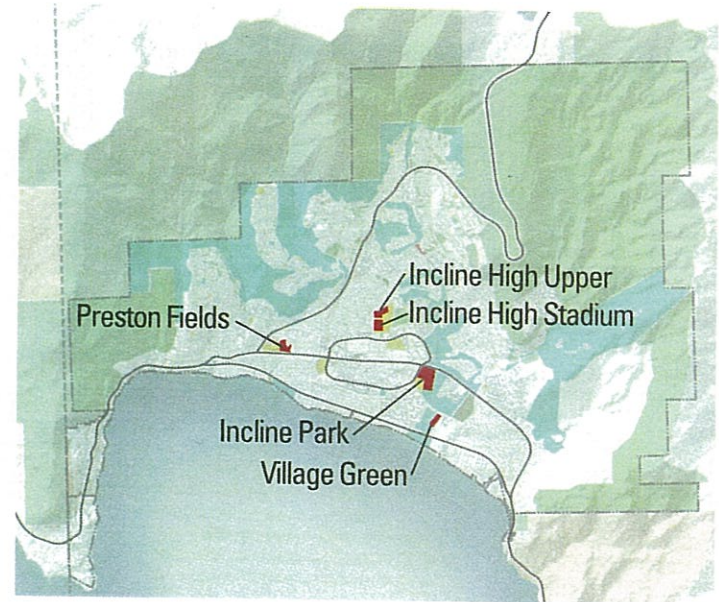 Incline High Upper
Incline High Stadium
Preston Fields
Incline Park
Village Green